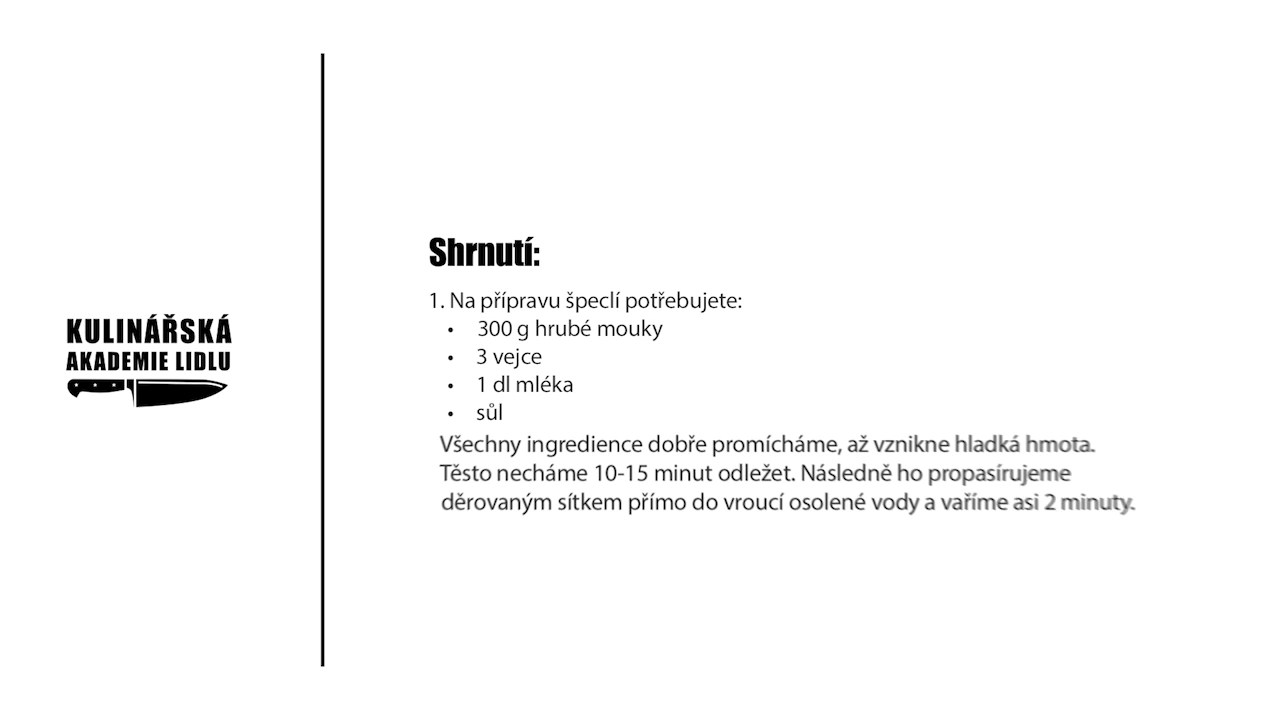 KULINÁŘSKÁ
AKADEMIE LIDLU
Shrnutí:
1. Na přípravu špeclí potřebujete:
• 300 g hrubé mouky
• 3 vejce
• 1 dl mléka
• sůl
Všechny ingredience dobře promícháme, až vznikne hladká hmota.
Těsto necháme 10-15 minut odležet. Následně ho propasírujeme
děrovaným sítkem přímo do vroucí osolené vody a vaříme asi 2 minuty.